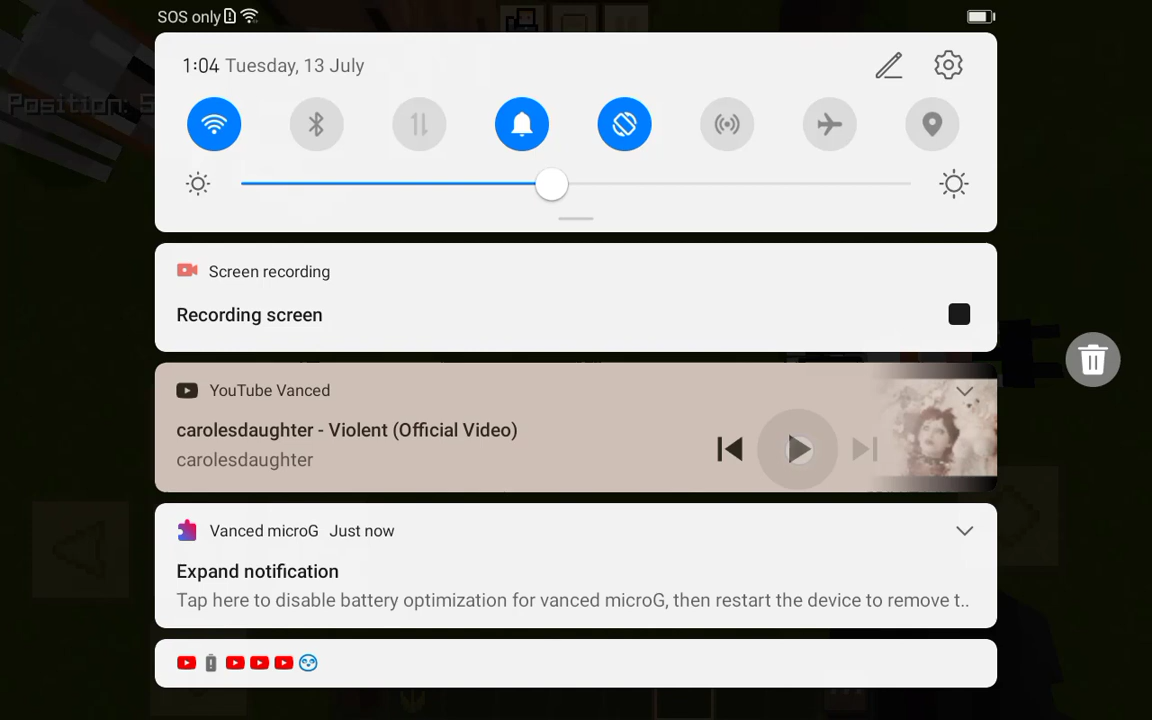 SOS only
Position: 
1:04 Tuesday, 13 July
Screen recording
Recording screen
YouTube Vanced
carolesdaughter - Violent (Official Video)
carolesdaughter
Vanced microG Just now
Expand notification
Tap here to disable battery optimization for vanced microG, then restart the device to remove t..